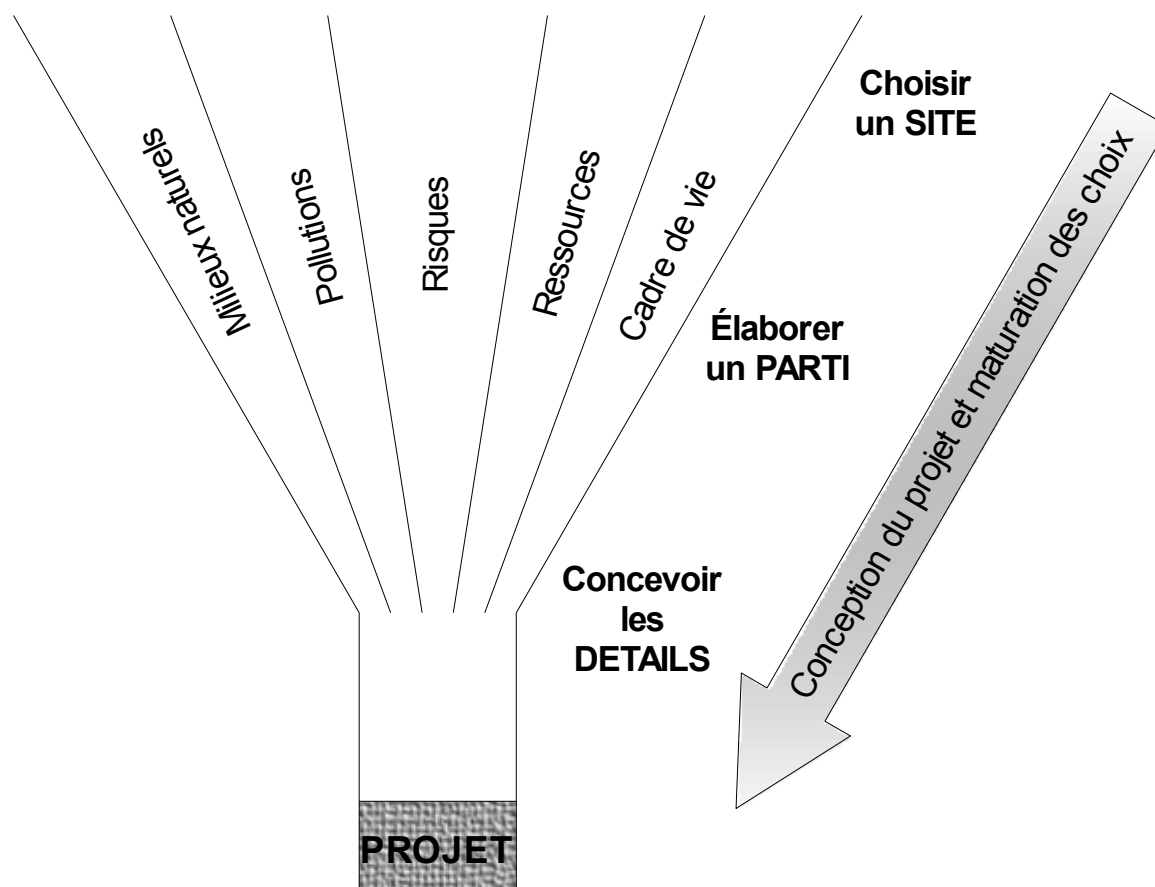 Choisir
un SITE
Milieux naturels
Pollutions
Risques
Ressources
Cadre de vie
Élaborer
un PARTI
Conception du projet et maturation des choix
Concevoir
les
DETAILS
PROJET